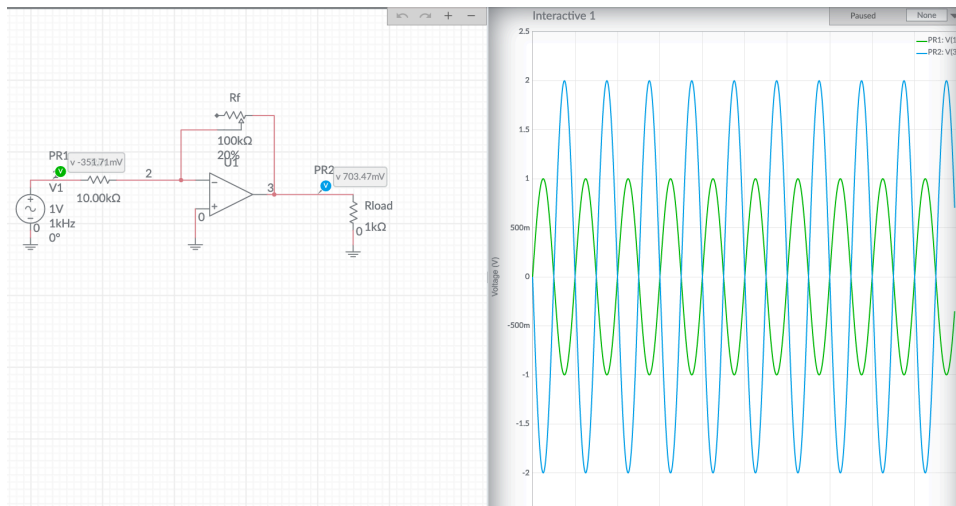 Interactive 1
Paused
None
PR1: V(1
PR2: V(3
Rf
100kΩ
20%
U1
PR1
v -351.71mV
V1
1V
1kHz
0°
0
10.00kΩ
2
3
0
PR2
v 703.47mV
Rload
1kΩ
0
Voltage (V)
2.5
2
1.5
1
500m
0
-500m
-1
-1.5
-2